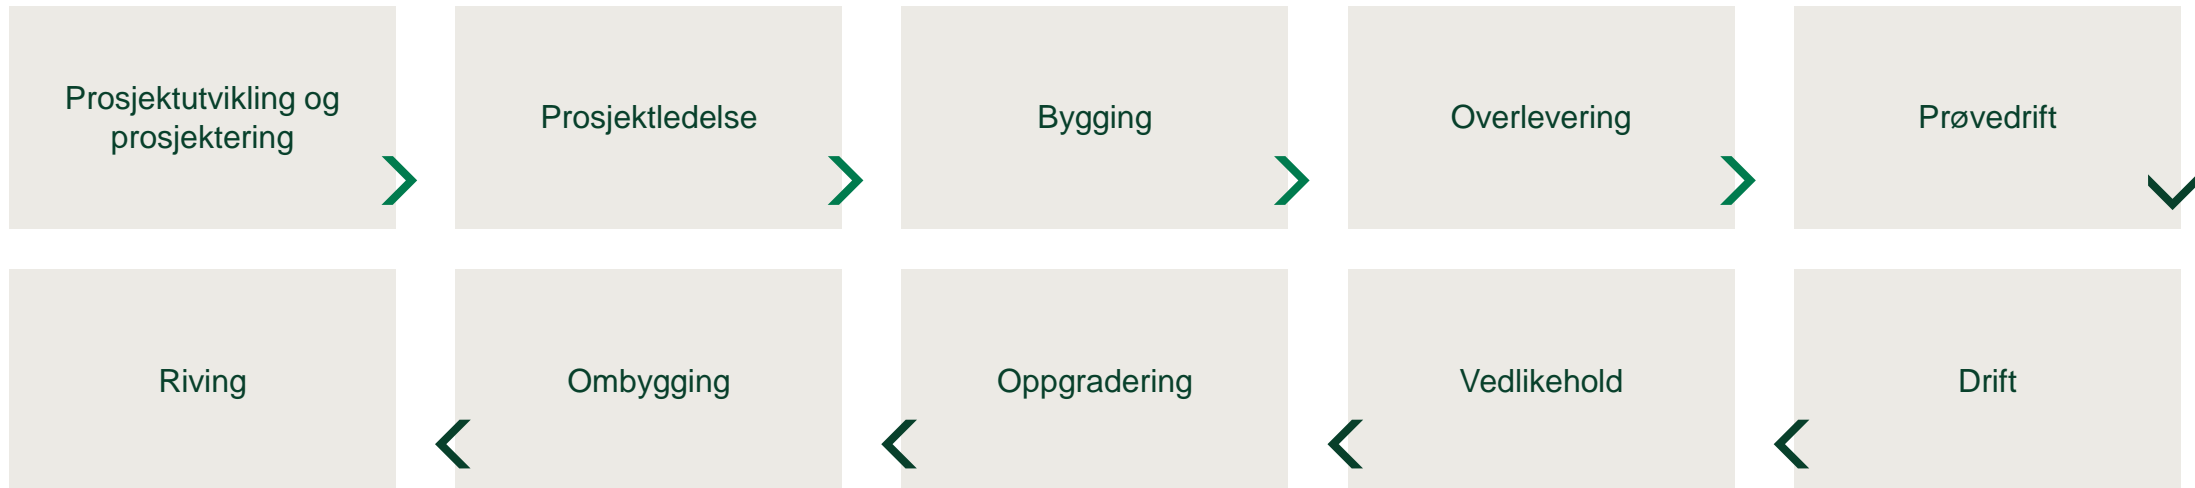 Prosjektutvikling og
prosjektering
Prosjektledelse
Bygging
Overlevering
Prøvedrift
Riving
Ombygging
Oppgradering
Vedlikehold
Drift